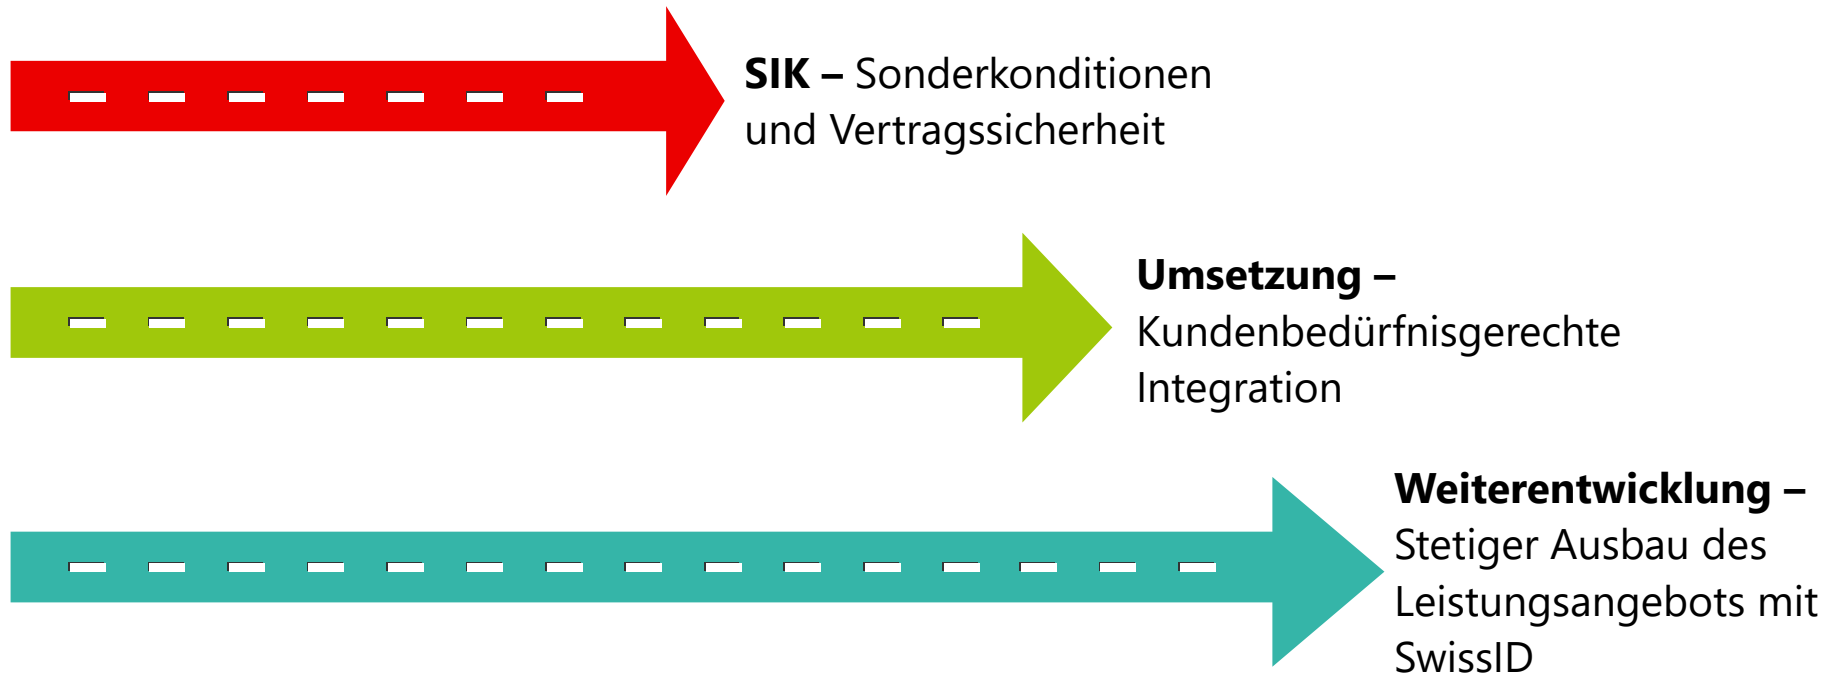 SIK – Sonderkonditionen
und Vertragssicherheit
Umsetzung –
Kundenbedürfnisgerechte
Integration
Weiterentwicklung –
Stetiger Ausbau des
Leistungsangebots mit
SwissID